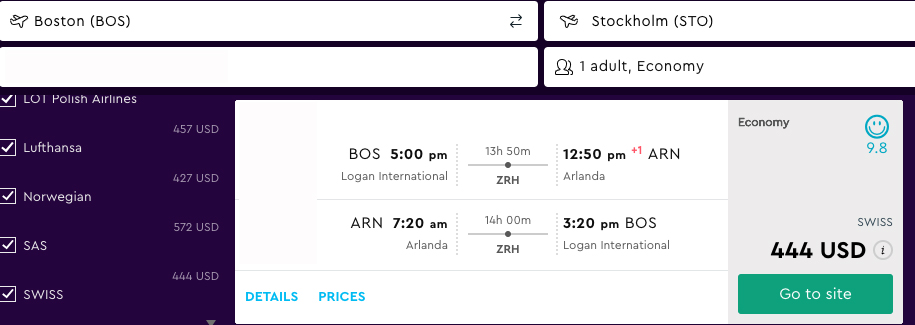 Boston (BOS)
Stockholm (STO)
1 adult, Economy
LOT Polish Airlines
457 USD
Lufthansa
427 USD
Norwegian
572 USD
SAS
444 USD
SWISS
BOS 5:00 pm
13h 50m
12:50 pm +1 ARN
Logan International
ZRH
Arlanda
ARN 7:20 am
14h 00m
3:20 pm BOS
Arlanda
ZRH
Logan International
DETAILS PRICES
Economy
9.8
SWISS
444 USD i
Go to site